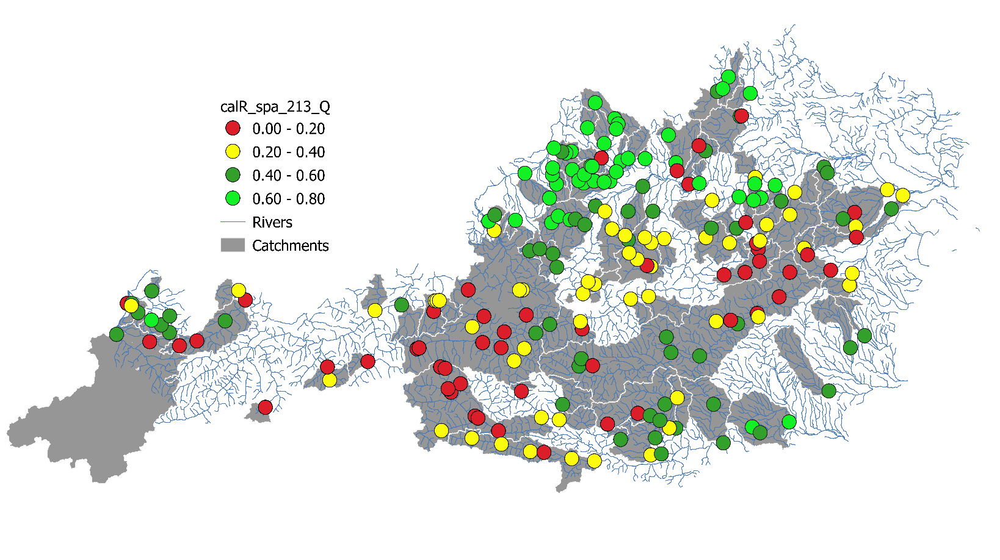 calR_spa_213_Q
0.00 - 0.20
0.20 - 0.40
0.40 - 0.60
0.60 - 0.80
Rivers
Catchments